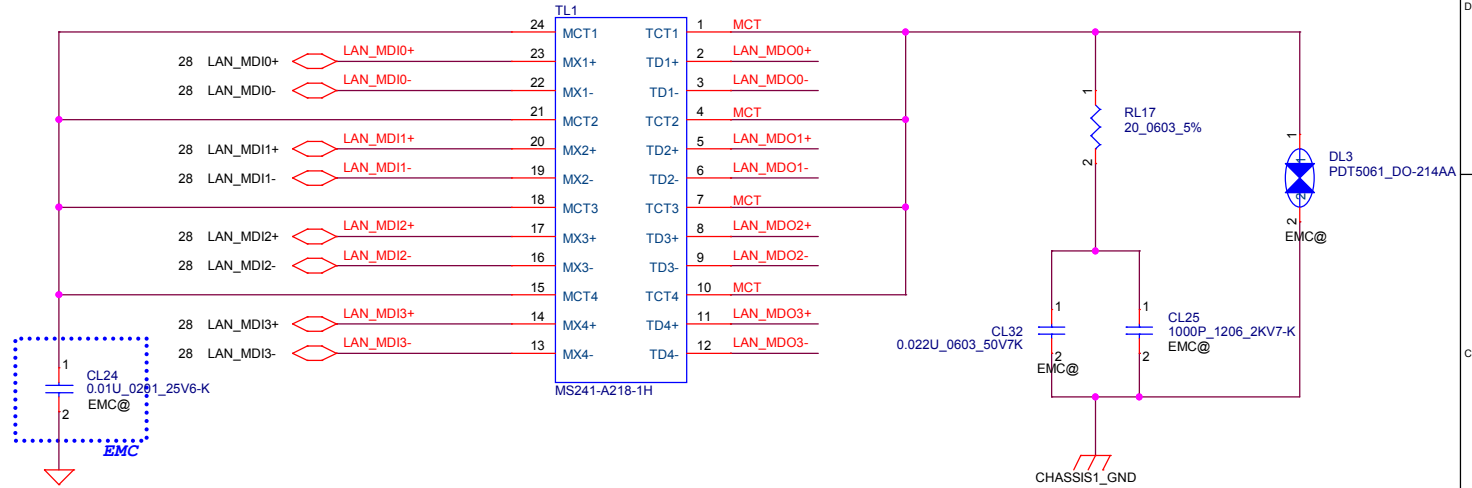 D
TL1
24 MCT1 TCT1 1 MCT
28 LAN_MDI0+ LAN_MDI0+ 23 MX1+ TD1+ 2 LAN_MDO0+
28 LAN_MDI0- LAN_MDI0- 22 MX1- TD1- 3 LAN_MDO0-
21 MCT2 TCT2 4 MCT
28 LAN_MDI1+ LAN_MDI1+ 20 MX2+ TD2+ 5 LAN_MDO1+
28 LAN_MDI1- LAN_MDI1- 19 MX2- TD2- 6 LAN_MDO1-
18 MCT3 TCT3 7 MCT
28 LAN_MDI2+ LAN_MDI2+ 17 MX3+ TD3+ 8 LAN_MDO2+
28 LAN_MDI2- LAN_MDI2- 16 MX3- TD3- 9 LAN_MDO2-
15 MCT4 TCT4 10 MCT
28 LAN_MDI3+ LAN_MDI3+ 14 MX4+ TD4+ 11 LAN_MDO3+
28 LAN_MDI3- LAN_MDI3- 13 MX4- TD4- 12 LAN_MDO3-
MS241-A218-1H
1
RL17
20_0603_5%
2
1
1
DL3
PDT5061_DO-214AA
2
2
EMC@
1
CL32
0.022U_0603_50V7K
2
EMC@
1
CL25
1000P_1206_2KV7-K
EMC@
2
C
1
CL24
0.01U_0201_25V6-K
EMC@
2
EMC
CHASSIS1_GND